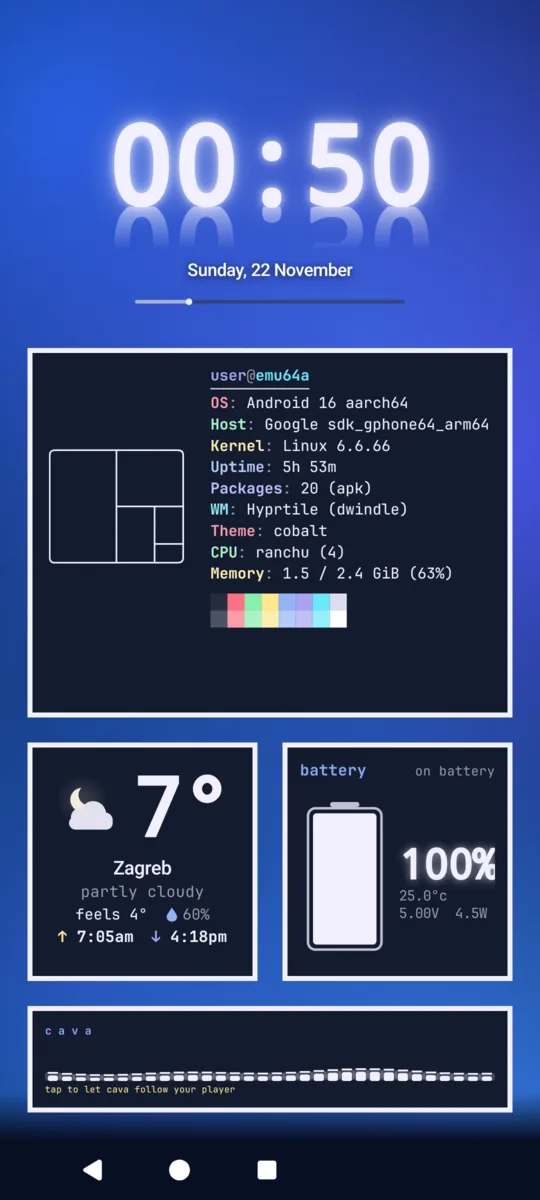 00:50
Sunday, 22 November
user@emu64a
OS: Android 16 aarch64
Host: Google sdk_gphone64_arm64
Kernel: Linux 6.6.66
Uptime: 5h 53m
Packages: 20 (apk)
WM: Hyprtile (dwindle)
Theme: cobalt
CPU: ranchu (4)
Memory: 1.5 / 2.4 GiB (63%)
7°
Zagreb
partly cloudy
feels 4° 60%
↑ 7:05am ↓ 4:18pm
battery on battery
100%
25.0°c
5.00V 4.5W
cava
tap to let cava follow your player